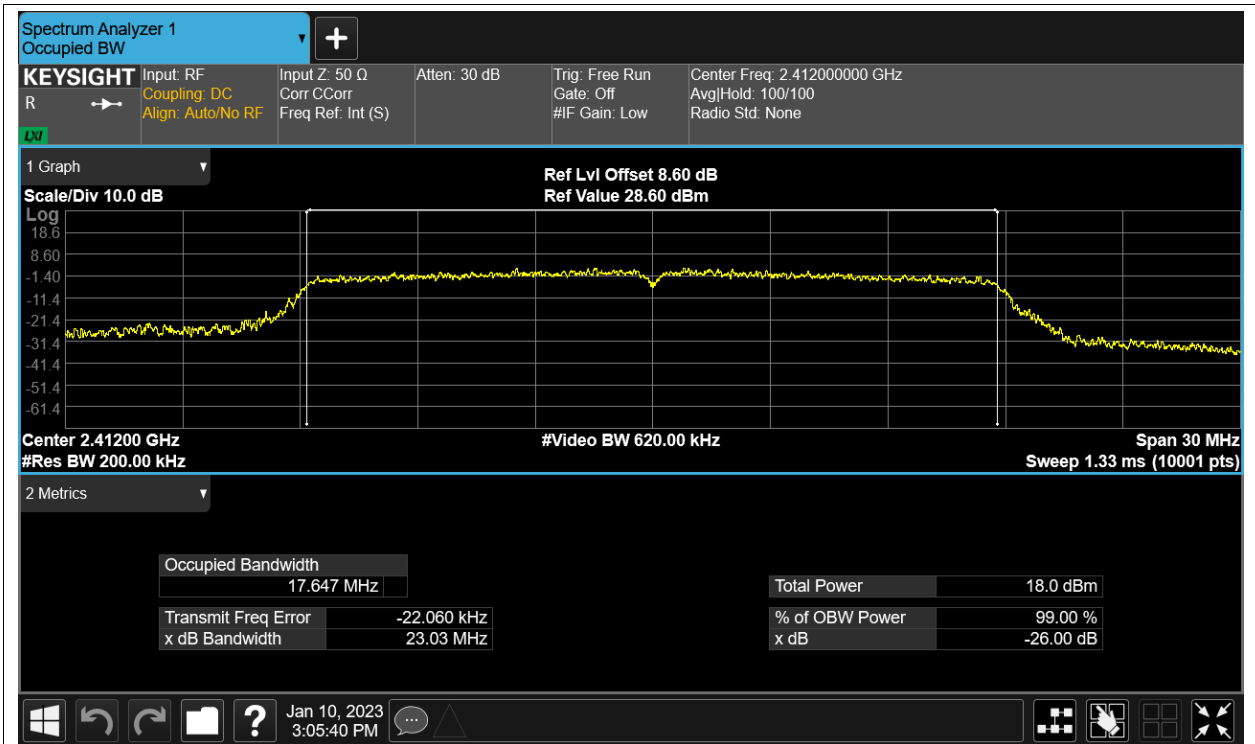 Spectrum Analyzer 1
Occupied BW
KEYSIGHT
R
LXI
Input: RF
Coupling: DC
Align: Auto/No RF
Input Z: 50 Ω
Corr CCorr
Freq Ref: Int (S)
Atten: 30 dB
Trig: Free Run
Gate: Off
#IF Gain: Low
Center Freq: 2.412000000 GHz
Avg|Hold: 100/100
Radio Std: None
1 Graph
Scale/Div 10.0 dB
Ref Lvl Offset 8.60 dB
Ref Value 28.60 dBm
Log
18.6
8.60
-1.40
-11.4
-21.4
-31.4
-41.4
-51.4
-61.4
Center 2.41200 GHz
#Video BW 620.00 kHz
Span 30 MHz
#Res BW 200.00 kHz
Sweep 1.33 ms (10001 pts)
2 Metrics
Occupied Bandwidth
17.647 MHz
Total Power 18.0 dBm
Transmit Freq Error -22.060 kHz
% of OBW Power 99.00 %
x dB Bandwidth 23.03 MHz
x dB -26.00 dB
?
Jan 10, 2023
3:05:40 PM